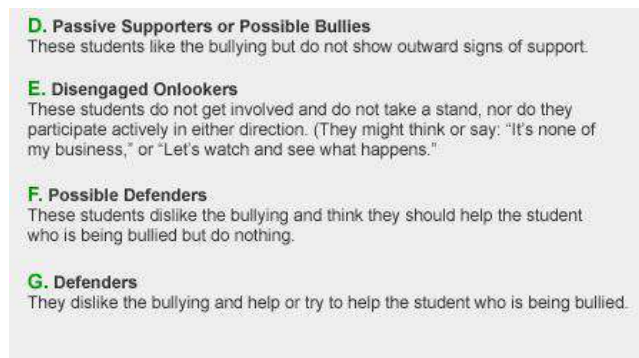 D. Passive Supporters or Possible Bullies
These students like the bullying but do not show outward signs of support.
E. Disengaged Onlookers
These students do not get involved and do not take a stand, nor do they
participate actively in either direction. (They might think or say: “It’s none of
my business,” or “Let’s watch and see what happens.”
F. Possible Defenders
These students dislike the bullying and think they should help the student
who is being bullied but do nothing.
G. Defenders
They dislike the bullying and help or try to help the student who is being bullied.